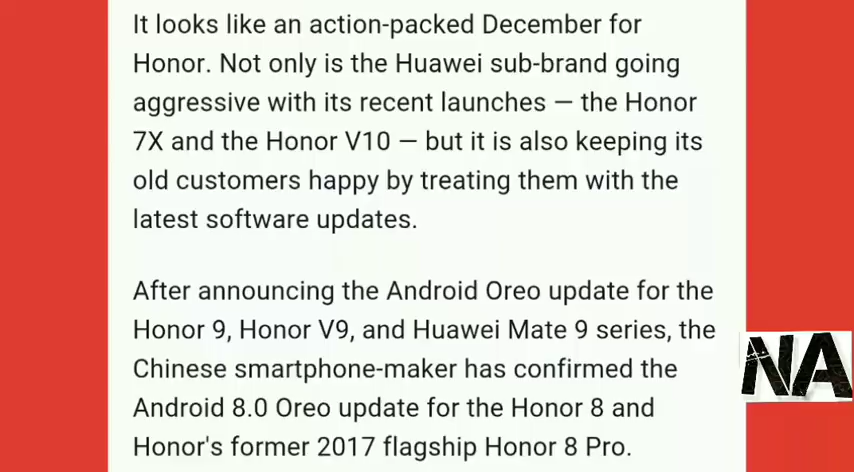 It looks like an action-packed December for
Honor. Not only is the Huawei sub-brand going
aggressive with its recent launches — the Honor
7X and the Honor V10 — but it is also keeping its
old customers happy by treating them with the
latest software updates.
After announcing the Android Oreo update for the
Honor 9, Honor V9, and Huawei Mate 9 series, the
Chinese smartphone-maker has confirmed the
Android 8.0 Oreo update for the Honor 8 and
Honor's former 2017 flagship Honor 8 Pro.
NA